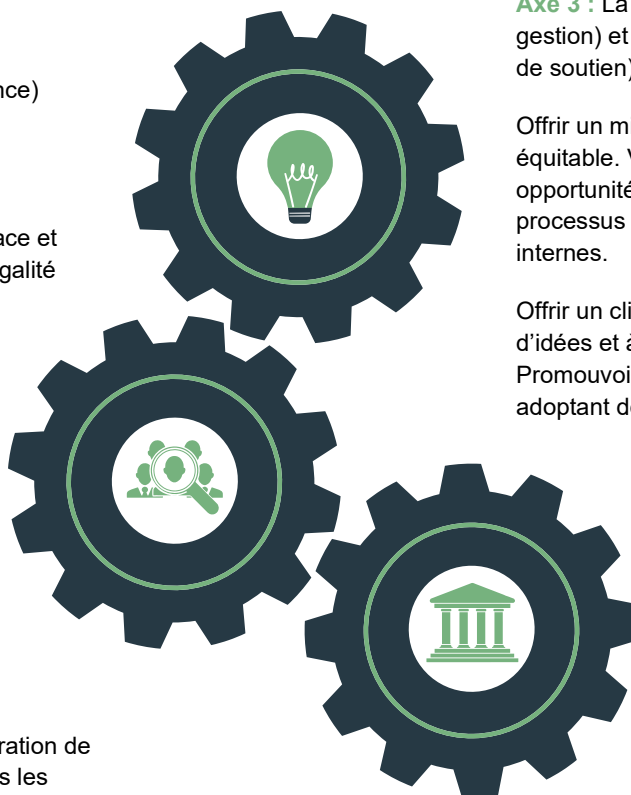 nce)
ace et
galité
ration de
s les
Axe 3 : La
gestion) et
de soutien)
Offrir un m
équitable. V
opportunité
processus
internes.
Offrir un cli
d'idées et à
Promouvoi
adoptant de